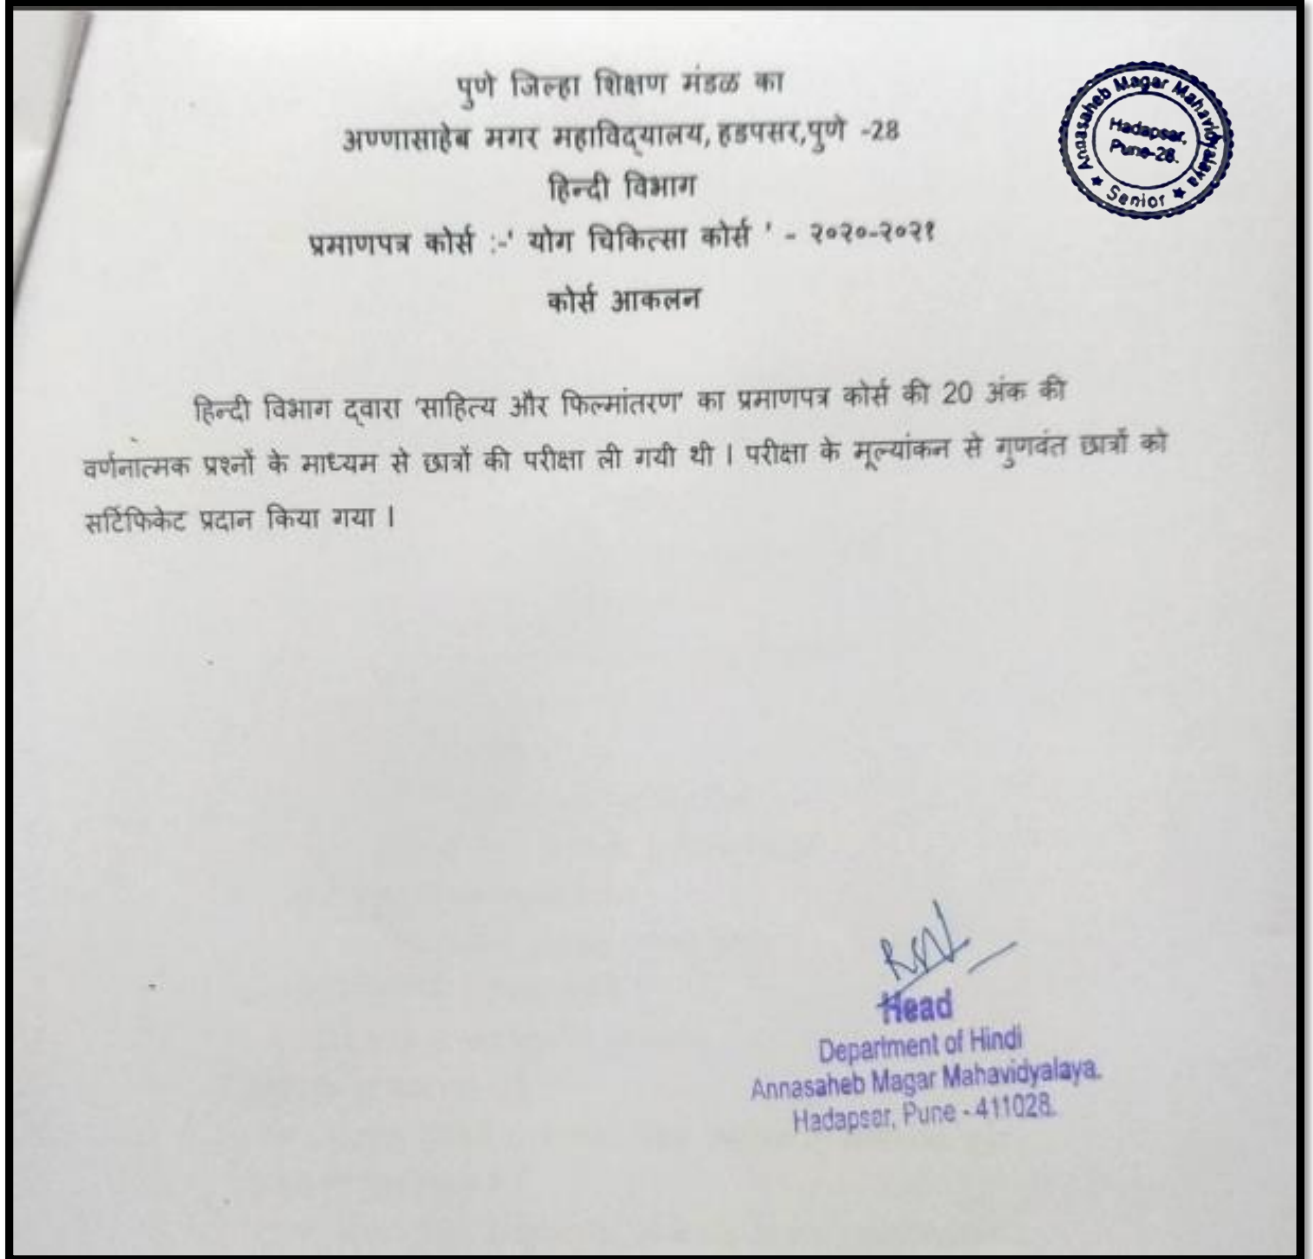 पुणे जिल्हा शिक्षण मंडळ का
अण्णासाहेब मगर महाविद्यालय, हडपसर,पुणे -28
हिन्दी विभाग
प्रमाणपत्र कोर्स :-' योग चिकित्सा कोर्स ' - २०२०-२०२१
कोर्स आकलन
Annasaheb Magar Mahavidyalaya
Hadapsar,
Pune-28.
★ Senior ★
हिन्दी विभाग द्वारा 'साहित्य और फिल्मांतरण' का प्रमाणपत्र कोर्स की 20 अंक की
वर्णनात्मक प्रश्नों के माध्यम से छात्रों की परीक्षा ली गयी थी । परीक्षा के मूल्यांकन से गुणवंत छात्रों को
सर्टिफिकेट प्रदान किया गया ।
Head
Department of Hindi
Annasaheb Magar Mahavidyalaya.
Hadapsar, Pune - 411028.